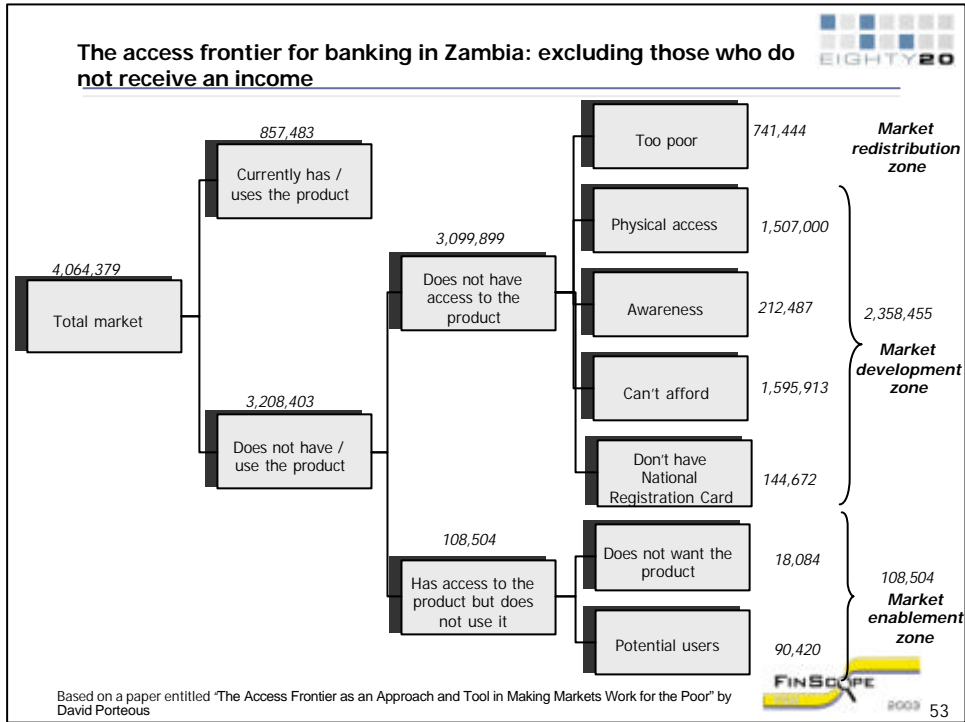 The access frontier for banking in Zambia: excluding those who do
not receive an income
EIGHTY20
857,483
Currently has /
uses the product
4,064,379
Total market
3,208,403
Does not have /
use the product
3,099,899
Does not have
access to the
product
108,504
Has access to the
product but does
not use it
Too poor
741,444
Market
redistribution
zone
Physical access
1,507,000
Awareness
212,487
Can't afford
1,595,913
Don't have
National
Registration Card
144,672
2,358,455
Market
development
zone
Does not want the
product
18,084
Potential users
90,420
108,504
Market
enablement
zone
Based on a paper entitled “The Access Frontier as an Approach and Tool in Making Markets Work for the Poor” by
David Porteous
FINSCOPE
2003
53